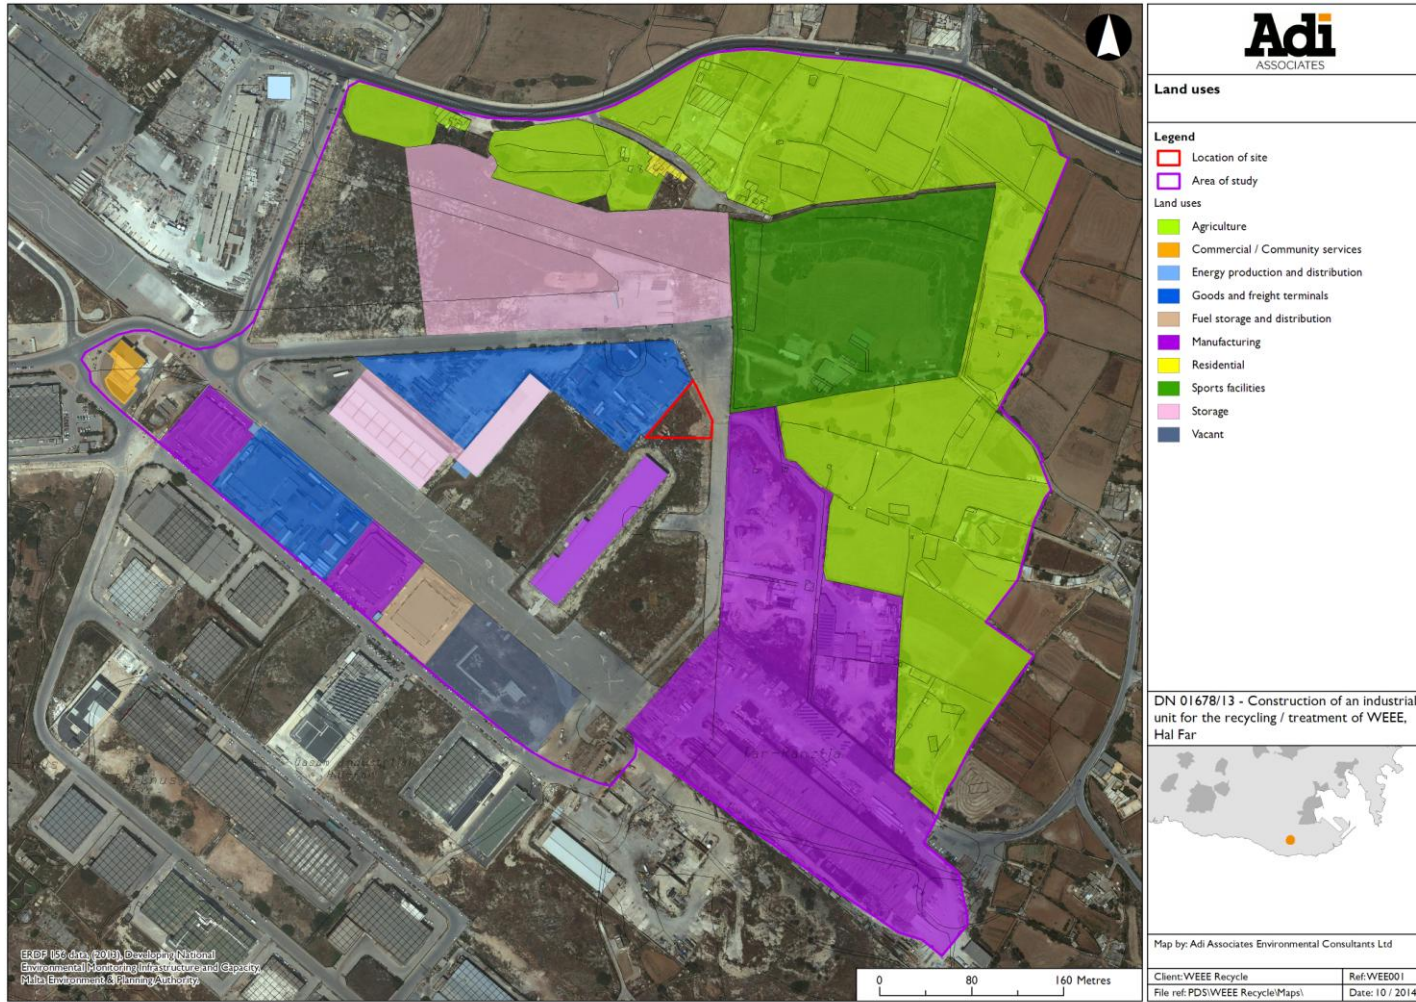 Adi
ASSOCIATES
Land uses
Legend
Location of site
Area of study
Land uses
Agriculture
Commercial / Community services
Energy production and distribution
Goods and freight terminals
Fuel storage and distribution
Manufacturing
Residential
Sports facilities
Storage
Vacant
DN 01678/13 - Construction of an industrial
unit for the recycling / treatment of WEEE,
Hal Far
Map by: Adi Associates Environmental Consultants Ltd
Client: WEEE Recycle
Ref: WEE001
File ref: PDS\WEEE Recycle\Maps\
Date: 10 / 2014
ERDF 156 data, (2013), Developing National
Environmental Monitoring Infrastructure and Capacity,
Malta Environment & Planning Authority.
0 80 160 Metres